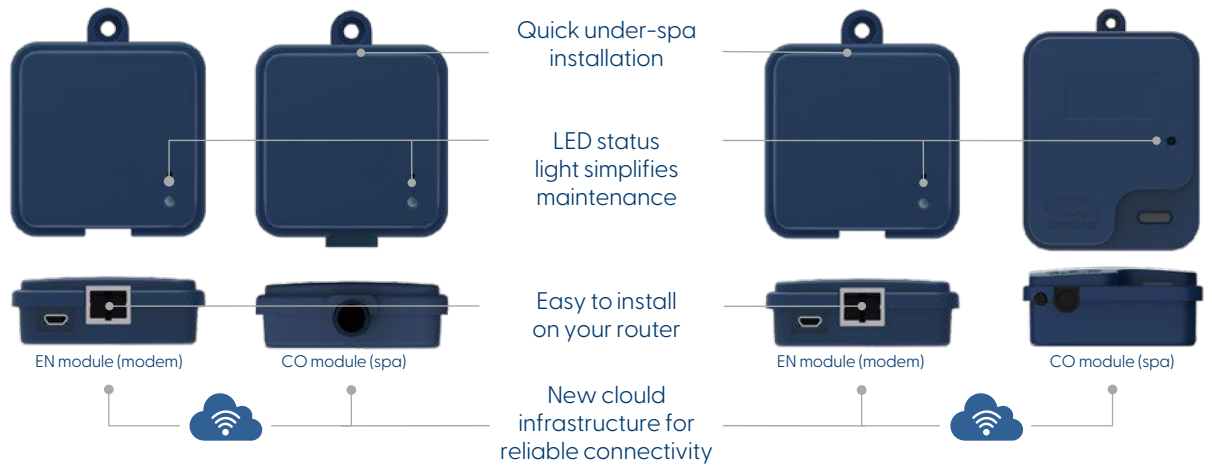 Quick under-spa
installation
LED status
light simplifies
maintenance
Easy to install
on your router
EN module (modem)
CO module (spa)
EN module (modem)
CO module (spa)
New clould
infrastructure for
reliable connectivity